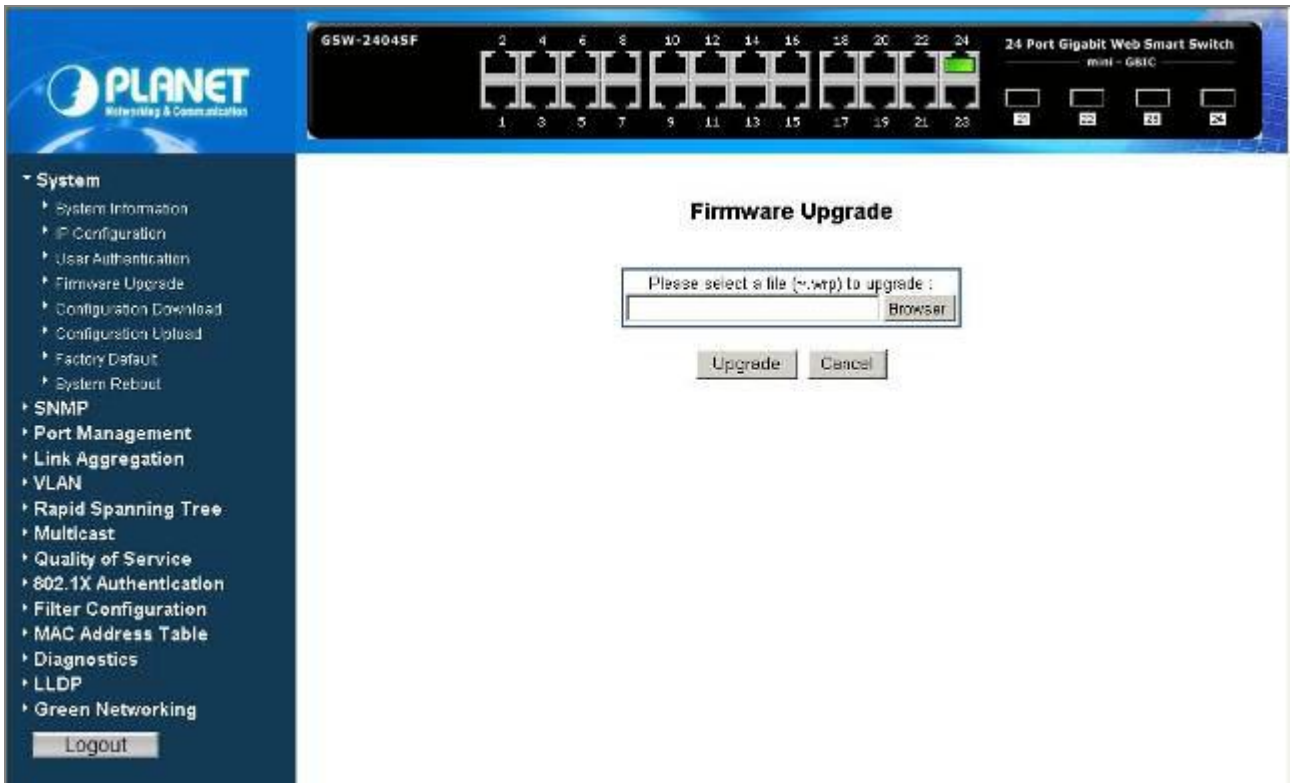 PLANET
Networking & Communication
GSW-2404SF
2 4 6 8 10 12 14 16 18 20 22 24
1 3 5 7 9 11 13 15 17 19 21 23
24 Port Gigabit Web Smart Switch
mini - GBIC
21 22 23 24
System
System Information
IP Configuration
User Authentication
Firmware Upgrade
Configuration Download
Configuration Upload
Factory Default
System Reboot
SNMP
Port Management
Link Aggregation
VLAN
Rapid Spanning Tree
Multicast
Quality of Service
802.1X Authentication
Filter Configuration
MAC Address Table
Diagnostics
LLDP
Green Networking
Logout
Firmware Upgrade
Please select a file (~.wrp) to upgrade :
Browser
Upgrade Cancel